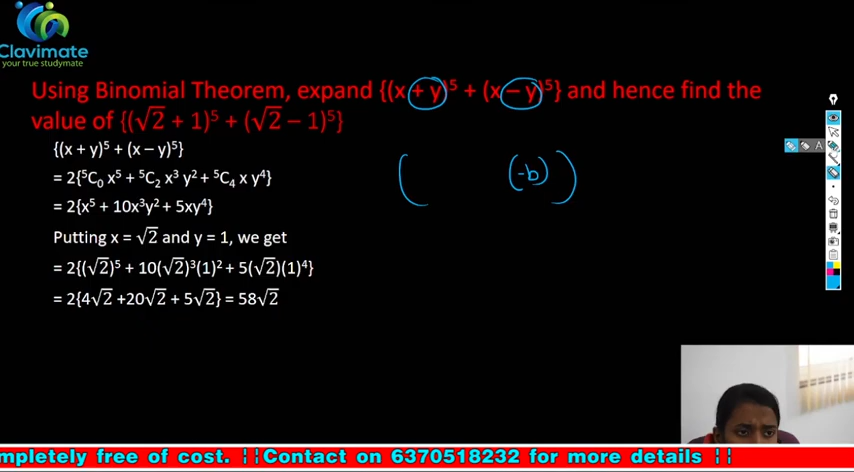 Clavimate
your true studymate
Using Binomial Theorem, expand {(x + y)⁵ + (x – y)⁵} and hence find the
value of {(√2 + 1)⁵ + (√2 – 1)⁵}
{(x + y)⁵ + (x – y)⁵}
= 2{⁵C₀ x⁵ + ⁵C₂ x³ y² + ⁵C₄ x y⁴}
= 2{x⁵ + 10x³y² + 5xy⁴}
Putting x = √2 and y = 1, we get
= 2{(√2)⁵ + 10(√2)³(1)² + 5(√2)(1)⁴}
= 2{4√2 +20√2 + 5√2} = 58√2
( (-b) )
A
mpletely free of cost. ¦¦Contact on 6370518232 for more details ¦¦